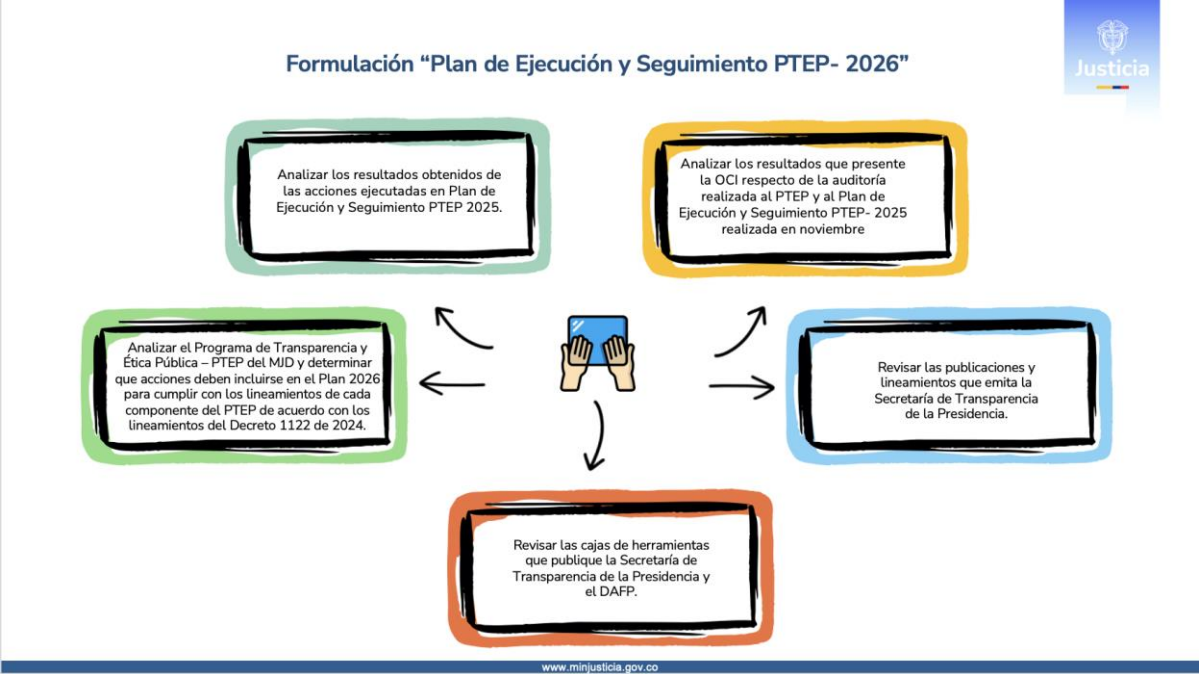 Formulación “Plan de Ejecución y Seguimiento PTEP- 2026”
Justicia
Analizar los resultados obtenidos de
las acciones ejecutadas en Plan de
Ejecución y Seguimiento PTEP 2025.
Analizar los resultados que presente
la OCI respecto de la auditoría
realizada al PTEP y al Plan de
Ejecución y Seguimiento PTEP- 2025
realizada en noviembre
Analizar el Programa de Transparencia y
Ética Pública – PTEP del MJD y determinar
que acciones deben incluirse en el Plan 2026
para cumplir con los lineamientos de cada
componente del PTEP de acuerdo con los
lineamientos del Decreto 1122 de 2024.
Revisar las publicaciones y
lineamientos que emita la
Secretaría de Transparencia
de la Presidencia.
Revisar las cajas de herramientas
que publique la Secretaría de
Transparencia de la Presidencia y
el DAFP.
www.minjusticia.gov.co